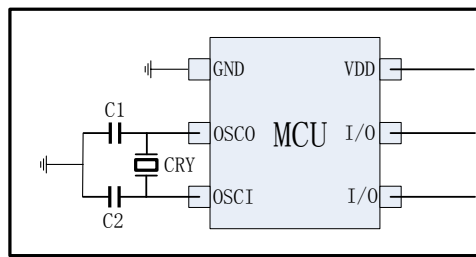 GND VDD
C1
OSCO MCU I/O
CRY
OSCI I/O
C2